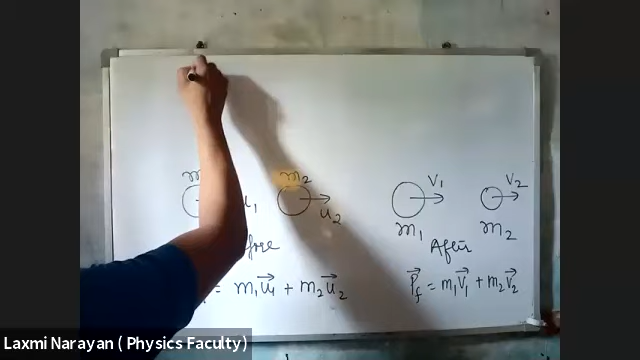 m m₂ V₁ V₂
u₁ u₂ m₁ m₂
fore After
= m₁u⃗₁ + m₂u⃗₂ P⃗f = m₁v⃗₁ + m₂v⃗₂
Laxmi Narayan ( Physics Faculty)